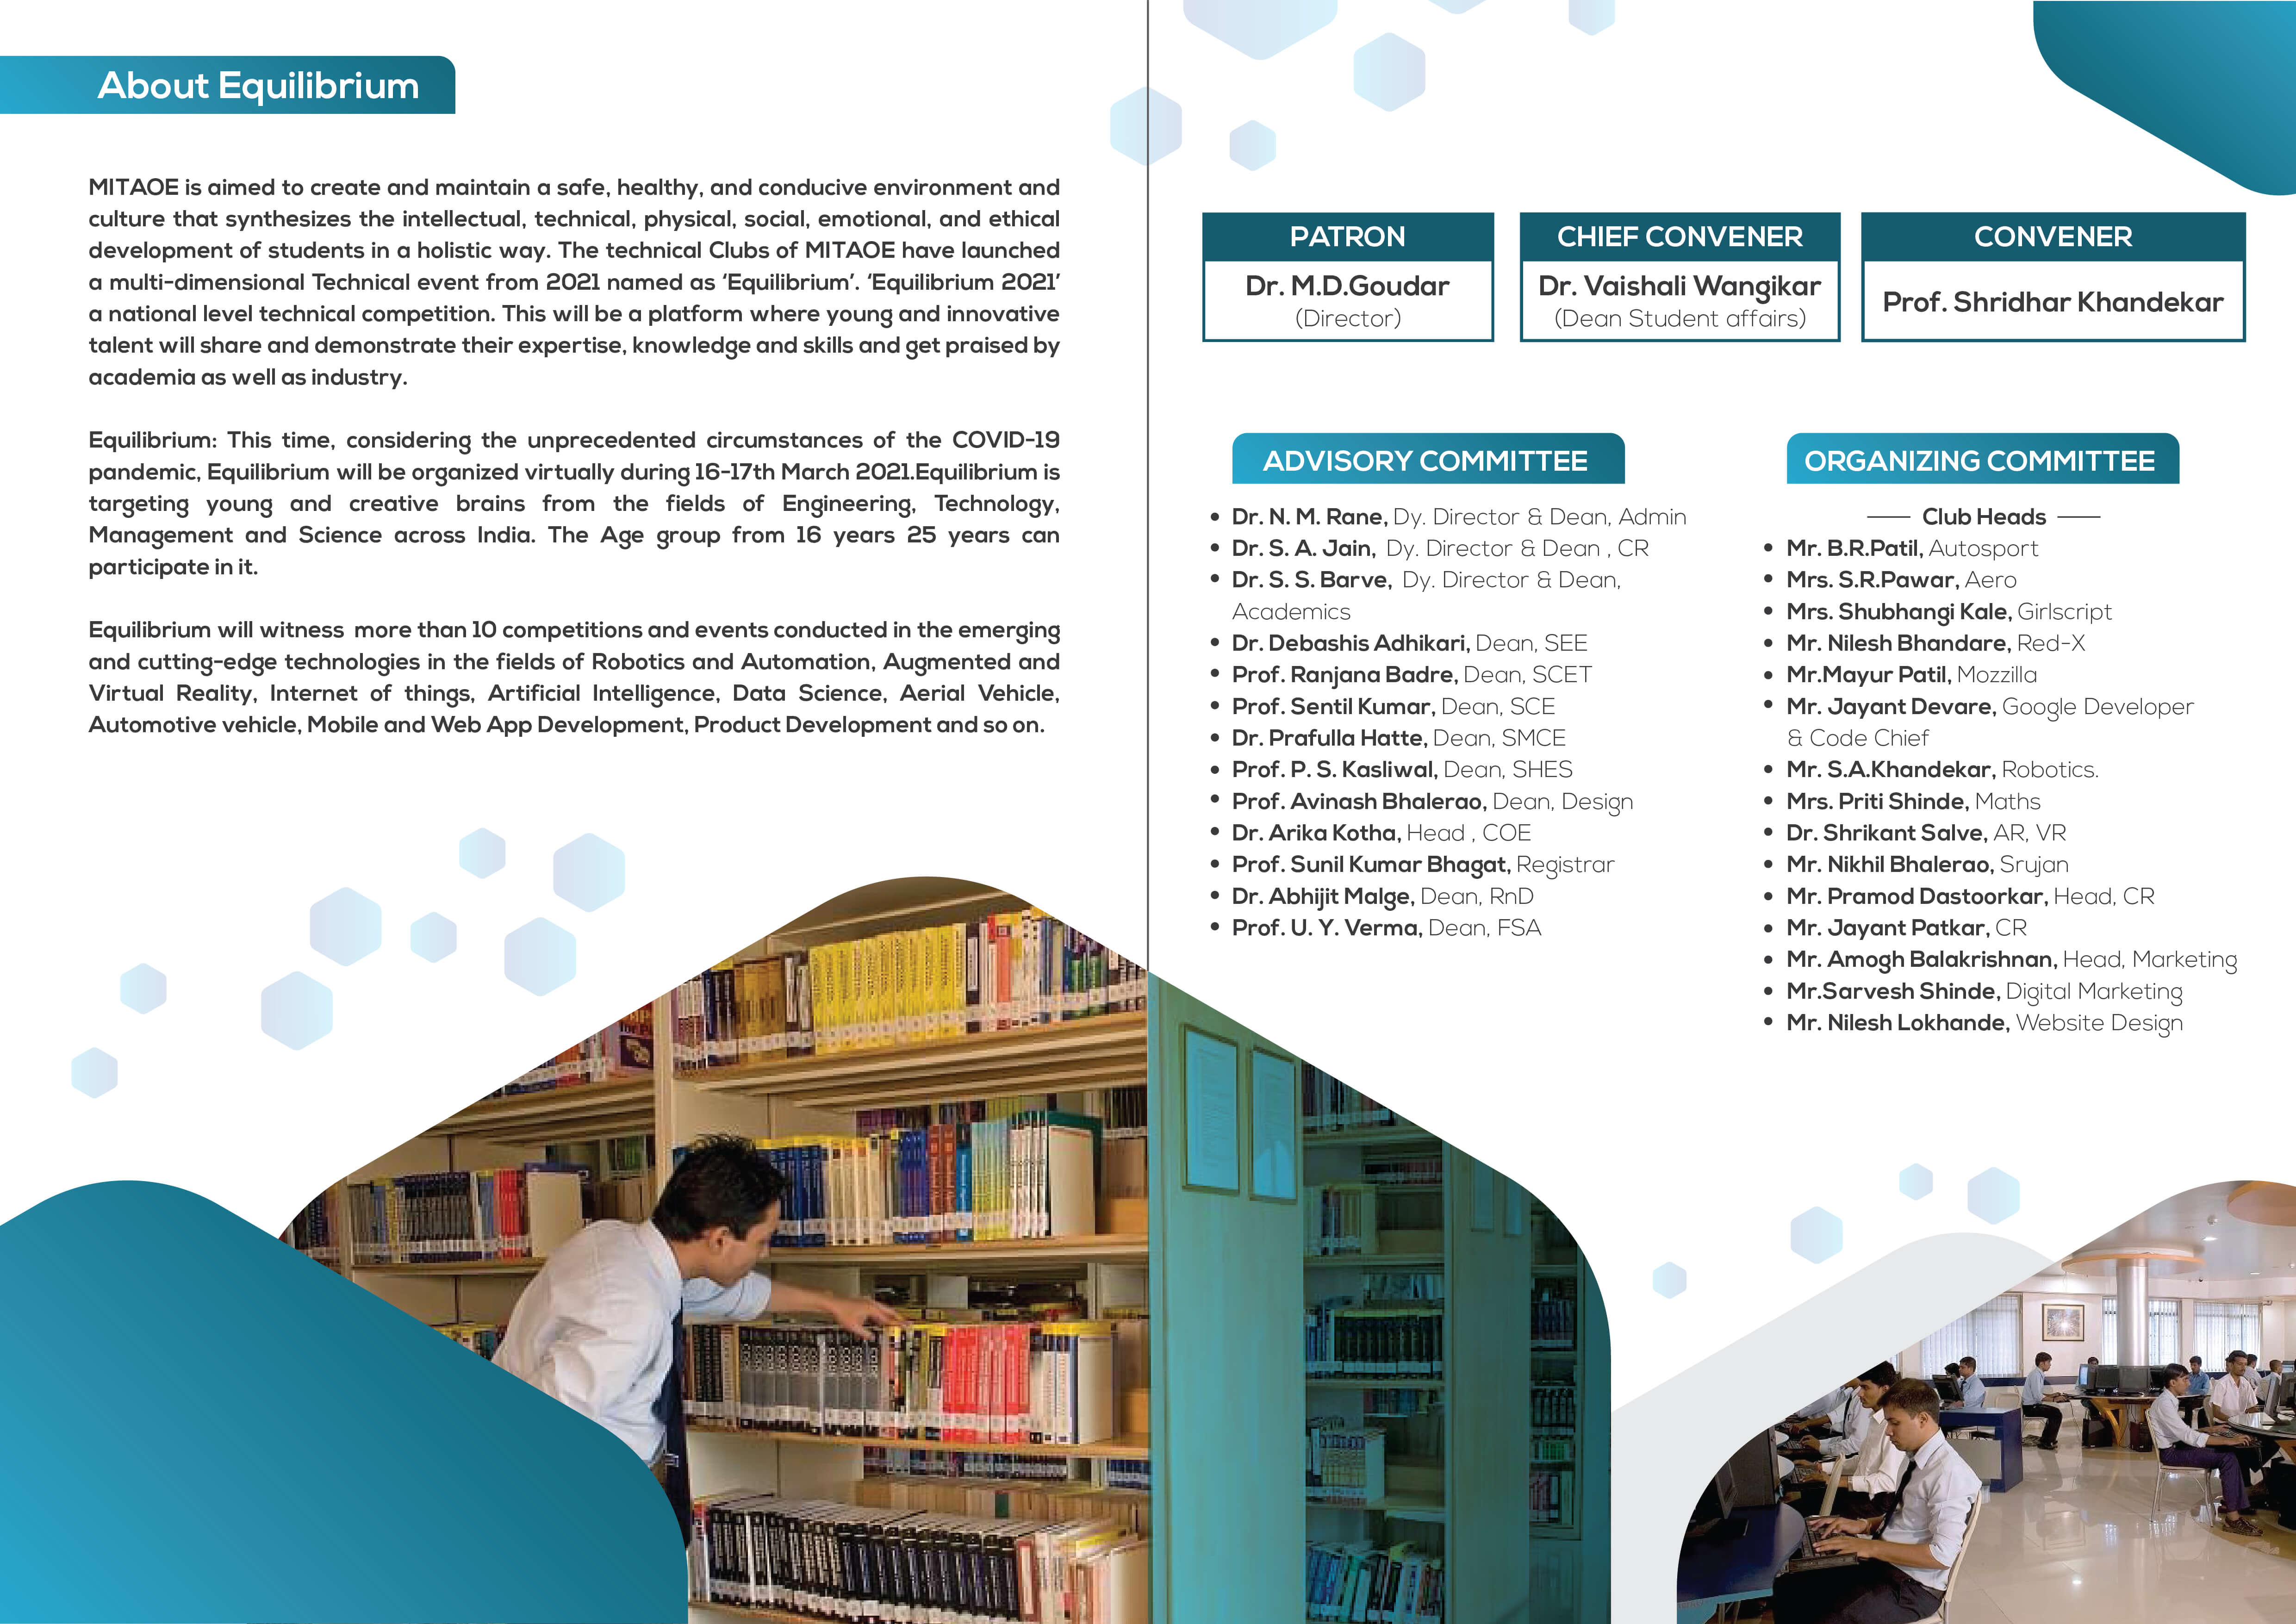 About Equilibrium
MITAOE is aimed to create and maintain a safe, healthy, and conducive environment and
culture that synthesizes the intellectual, technical, physical, social, emotional, and ethical
development of students in a holistic way. The technical Clubs of MITAOE have launched
a multi-dimensional Technical event from 2021 named as ‘Equilibrium’. ‘Equilibrium 2021’
a national level technical competition. This will be a platform where young and innovative
talent will share and demonstrate their expertise, knowledge and skills and get praised by
academia as well as industry.
Equilibrium: This time, considering the unprecedented circumstances of the COVID-19
pandemic, Equilibrium will be organized virtually during 16-17th March 2021.Equilibrium is
targeting young and creative brains from the fields of Engineering, Technology,
Management and Science across India. The Age group from 16 years 25 years can
participate in it.
Equilibrium will witness more than 10 competitions and events conducted in the emerging
and cutting-edge technologies in the fields of Robotics and Automation, Augmented and
Virtual Reality, Internet of things, Artificial Intelligence, Data Science, Aerial Vehicle,
Automotive vehicle, Mobile and Web App Development, Product Development and so on.
PATRON
Dr. M.D.Goudar
(Director)
CHIEF CONVENER
Dr. Vaishali Wangikar
(Dean Student affairs)
CONVENER
Prof. Shridhar Khandekar
ADVISORY COMMITTEE
• Dr. N. M. Rane, Dy. Director & Dean, Admin
• Dr. S. A. Jain, Dy. Director & Dean , CR
• Dr. S. S. Barve, Dy. Director & Dean,
Academics
• Dr. Debashis Adhikari, Dean, SEE
• Prof. Ranjana Badre, Dean, SCET
• Prof. Sentil Kumar, Dean, SCE
• Dr. Prafulla Hatte, Dean, SMCE
• Prof. P. S. Kasliwal, Dean, SHES
• Prof. Avinash Bhalerao, Dean, Design
• Dr. Arika Kotha, Head , COE
• Prof. Sunil Kumar Bhagat, Registrar
• Dr. Abhijit Malge, Dean, RnD
• Prof. U. Y. Verma, Dean, FSA
ORGANIZING COMMITTEE
Club Heads
• Mr. B.R.Patil, Autosport
• Mrs. S.R.Pawar, Aero
• Mrs. Shubhangi Kale, Girlscript
• Mr. Nilesh Bhandare, Red-X
• Mr.Mayur Patil, Mozzilla
• Mr. Jayant Devare, Google Developer
& Code Chief
• Mr. S.A.Khandekar, Robotics.
• Mrs. Priti Shinde, Maths
• Dr. Shrikant Salve, AR, VR
• Mr. Nikhil Bhalerao, Srujan
• Mr. Pramod Dastoorkar, Head, CR
• Mr. Jayant Patkar, CR
• Mr. Amogh Balakrishnan, Head, Marketing
• Mr.Sarvesh Shinde, Digital Marketing
• Mr. Nilesh Lokhande, Website Design